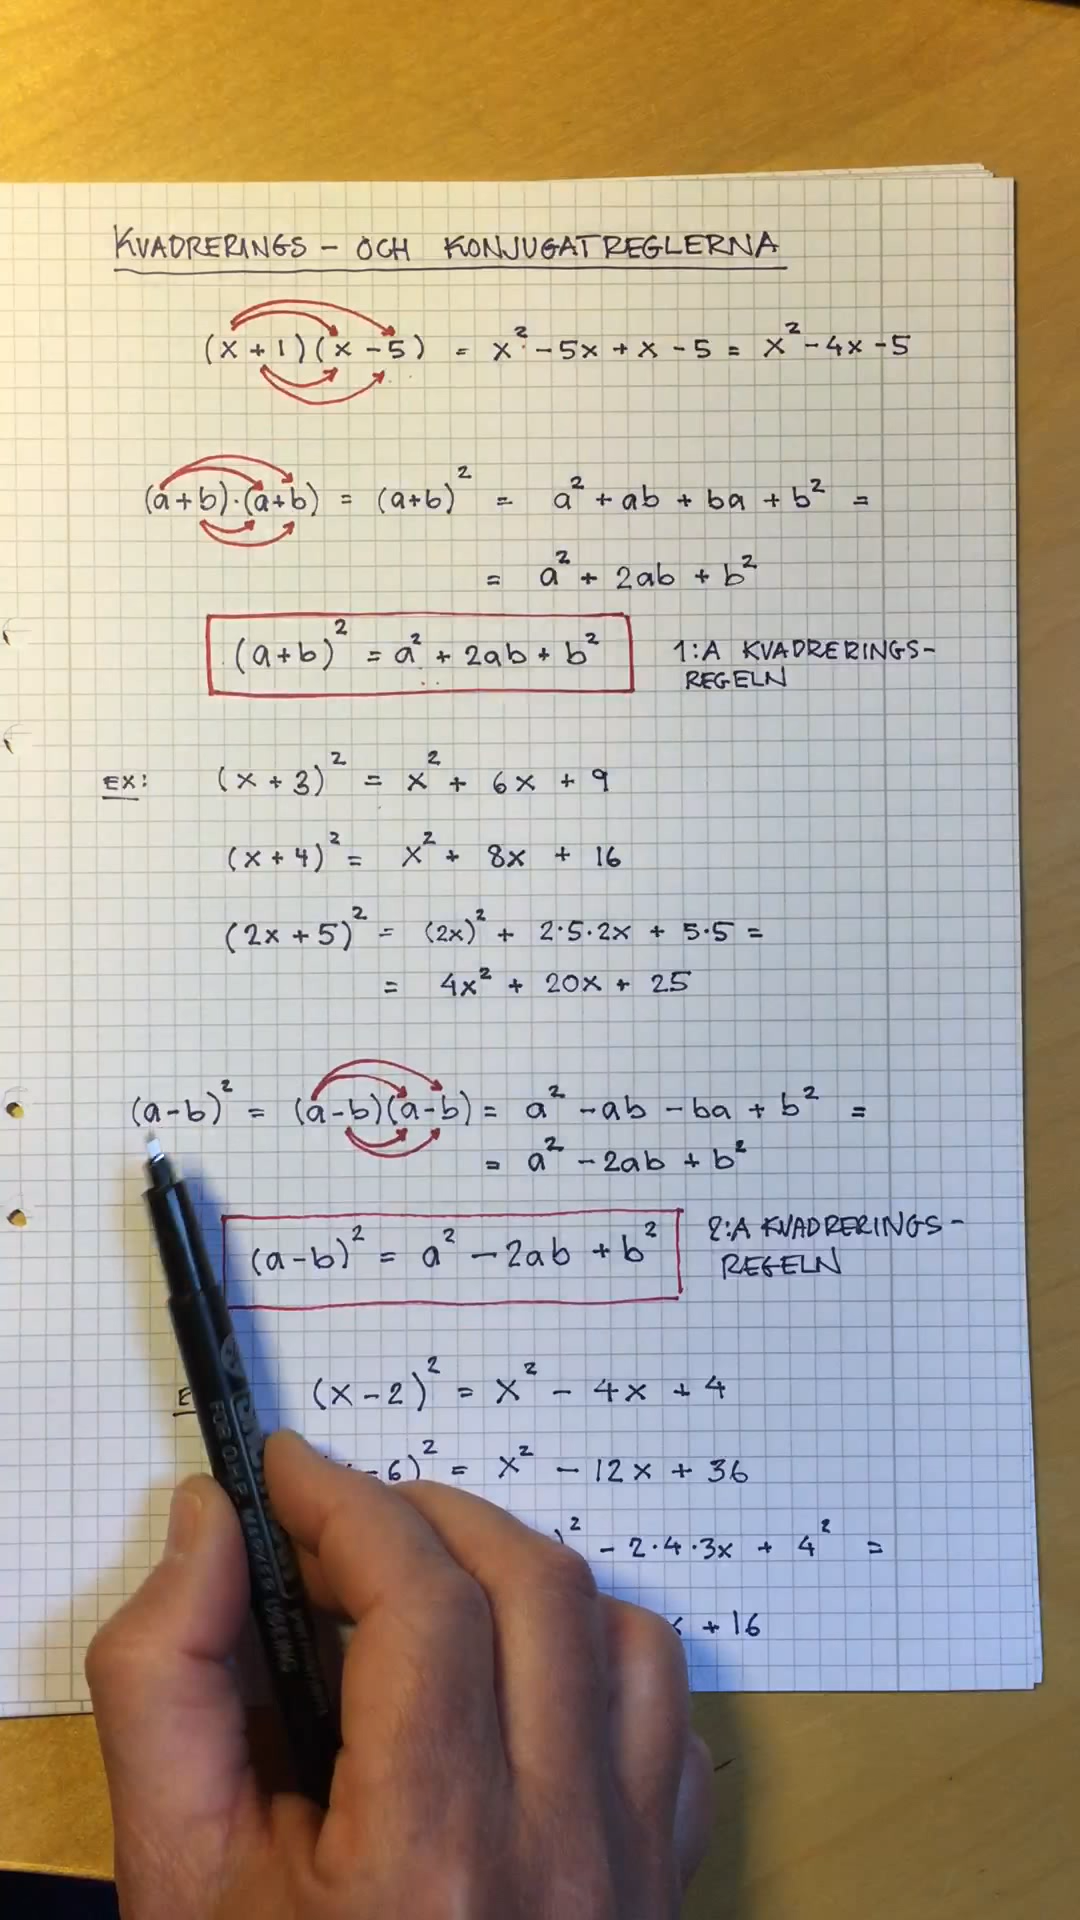 KVADRERINGS- OCH KONJUGATREGLERNA
(x+1)(x-5) = x² - 5x + x - 5 = x² - 4x - 5
(a+b)·(a+b) = (a+b)² = a² + ab + ba + b² =
= a² + 2ab + b²
(a+b)² = a² + 2ab + b²
1:A KVADRERINGS-
REGELN
EX: (x+3)² = x² + 6x + 9
(x+4)² = x² + 8x + 16
(2x+5)² = (2x)² + 2·5·2x + 5·5 =
= 4x² + 20x + 25
(a-b)² = (a-b)(a-b) = a² - ab - ba + b² =
= a² - 2ab + b²
(a-b)² = a² - 2ab + b²
2:A KVADRERINGS-
REGELN
(x-2)² = x² - 4x + 4
-6)² = x² - 12x + 36
)² - 2·4·3x + 4² =
+ 16
FOR OHP